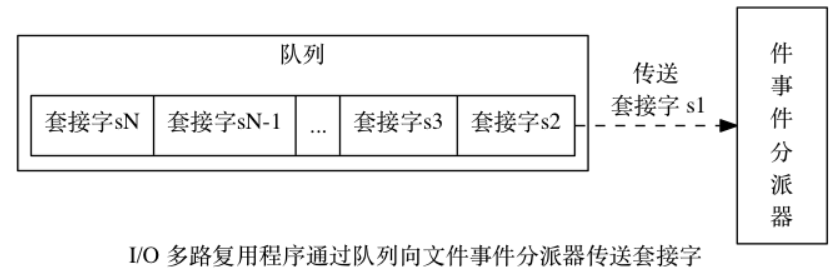 队列
套接字sN
套接字sN-1
...
套接字s3
套接字s2
传送
套接字 s1
件
事
件
分
派
器
I/O 多路复用程序通过队列向文件事件分派器传送套接字